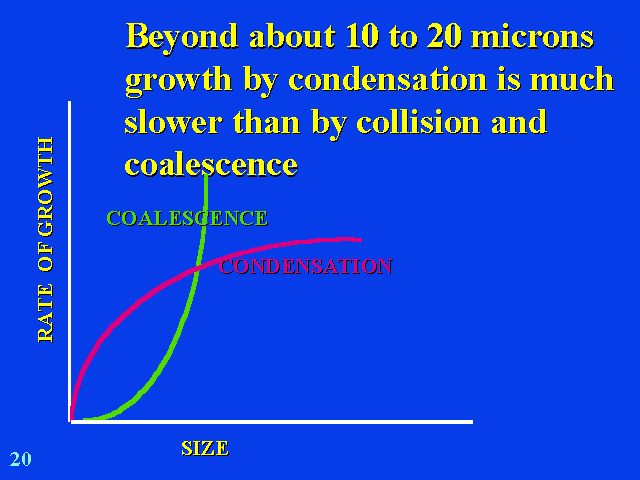 Beyond about 10 to 20 microns
growth by condensation is much
slower than by collision and
coalescence
COALESCENCE
CONDENSATION
RATE OF GROWTH
SIZE
20